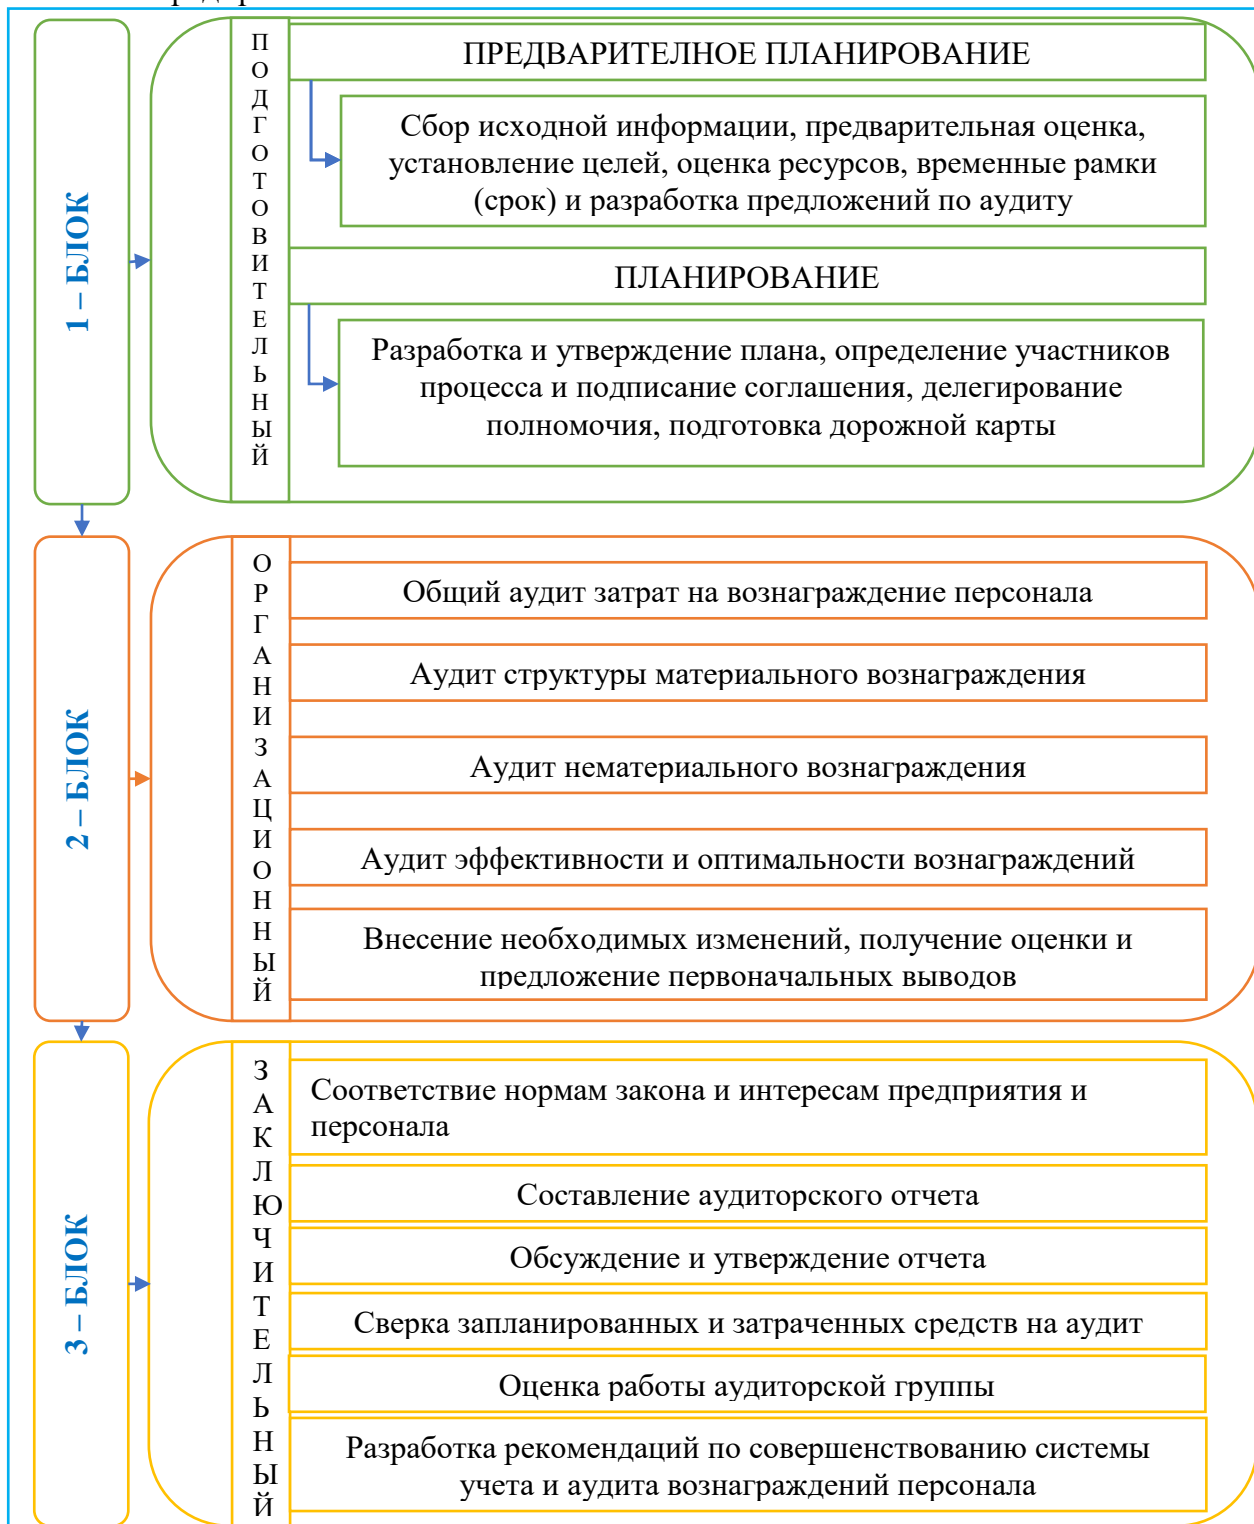 1 – БЛОК
ПОДГОТОВИТЕЛЬНЫЙ
ПРЕДВАРИТЕЛНОЕ ПЛАНИРОВАНИЕ
Сбор исходной информации, предварительная оценка,
установление целей, оценка ресурсов, временные рамки
(срок) и разработка предложений по аудиту
ПЛАНИРОВАНИЕ
Разработка и утверждение плана, определение участников
процесса и подписание соглашения, делегирование
полномочия, подготовка дорожной карты
2 – БЛОК
ОРГАНИЗАЦИОННЫЙ
Общий аудит затрат на вознаграждение персонала
Аудит структуры материального вознаграждения
Аудит нематериального вознаграждения
Аудит эффективности и оптимальности вознаграждений
Внесение необходимых изменений, получение оценки и
предложение первоначальных выводов
3 – БЛОК
ЗАКЛЮЧИТЕЛЬНЫЙ
Соответствие нормам закона и интересам предприятия и
персонала
Составление аудиторского отчета
Обсуждение и утверждение отчета
Сверка запланированных и затраченных средств на аудит
Оценка работы аудиторской группы
Разработка рекомендаций по совершенствованию системы
учета и аудита вознаграждений персонала